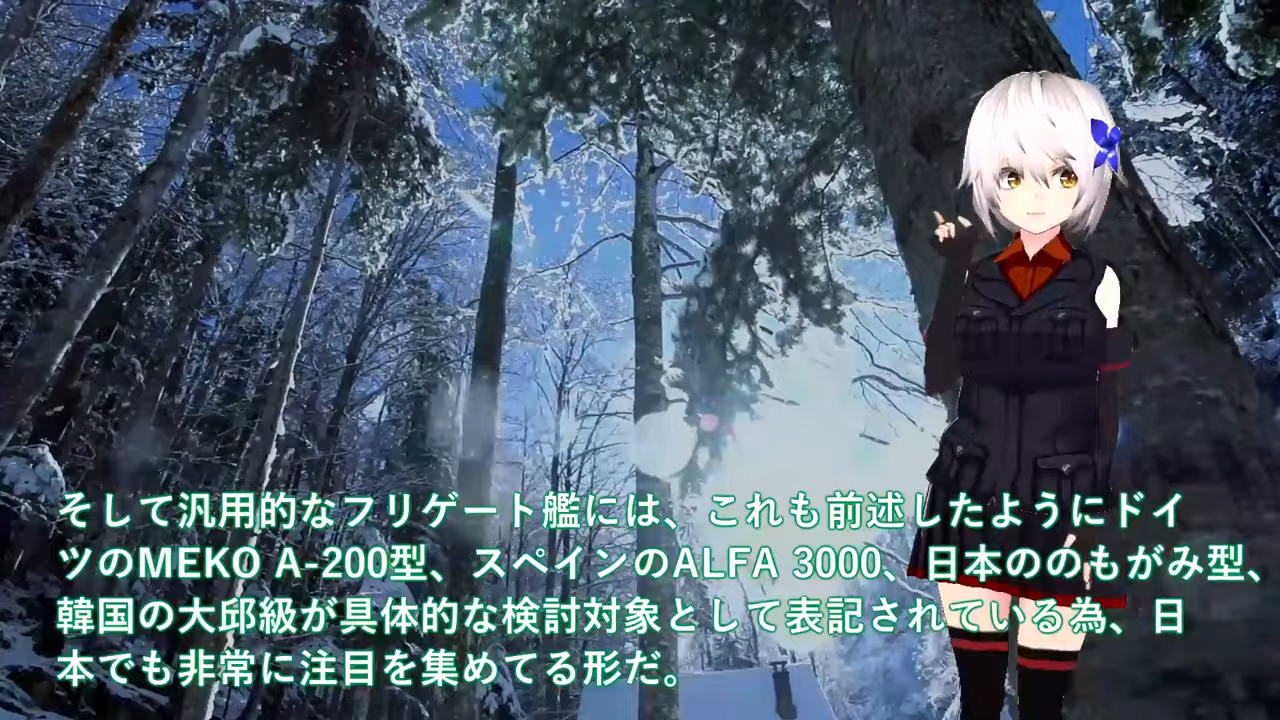 そして汎用的なフリゲート艦には、これも前述したようにドイ
ツのMEKO A-200型、スペインのALFA 3000、日本ののもがみ型、
韓国の大邱級が具体的な検討対象として表記されている為、日
本でも非常に注目を集めてる形だ。